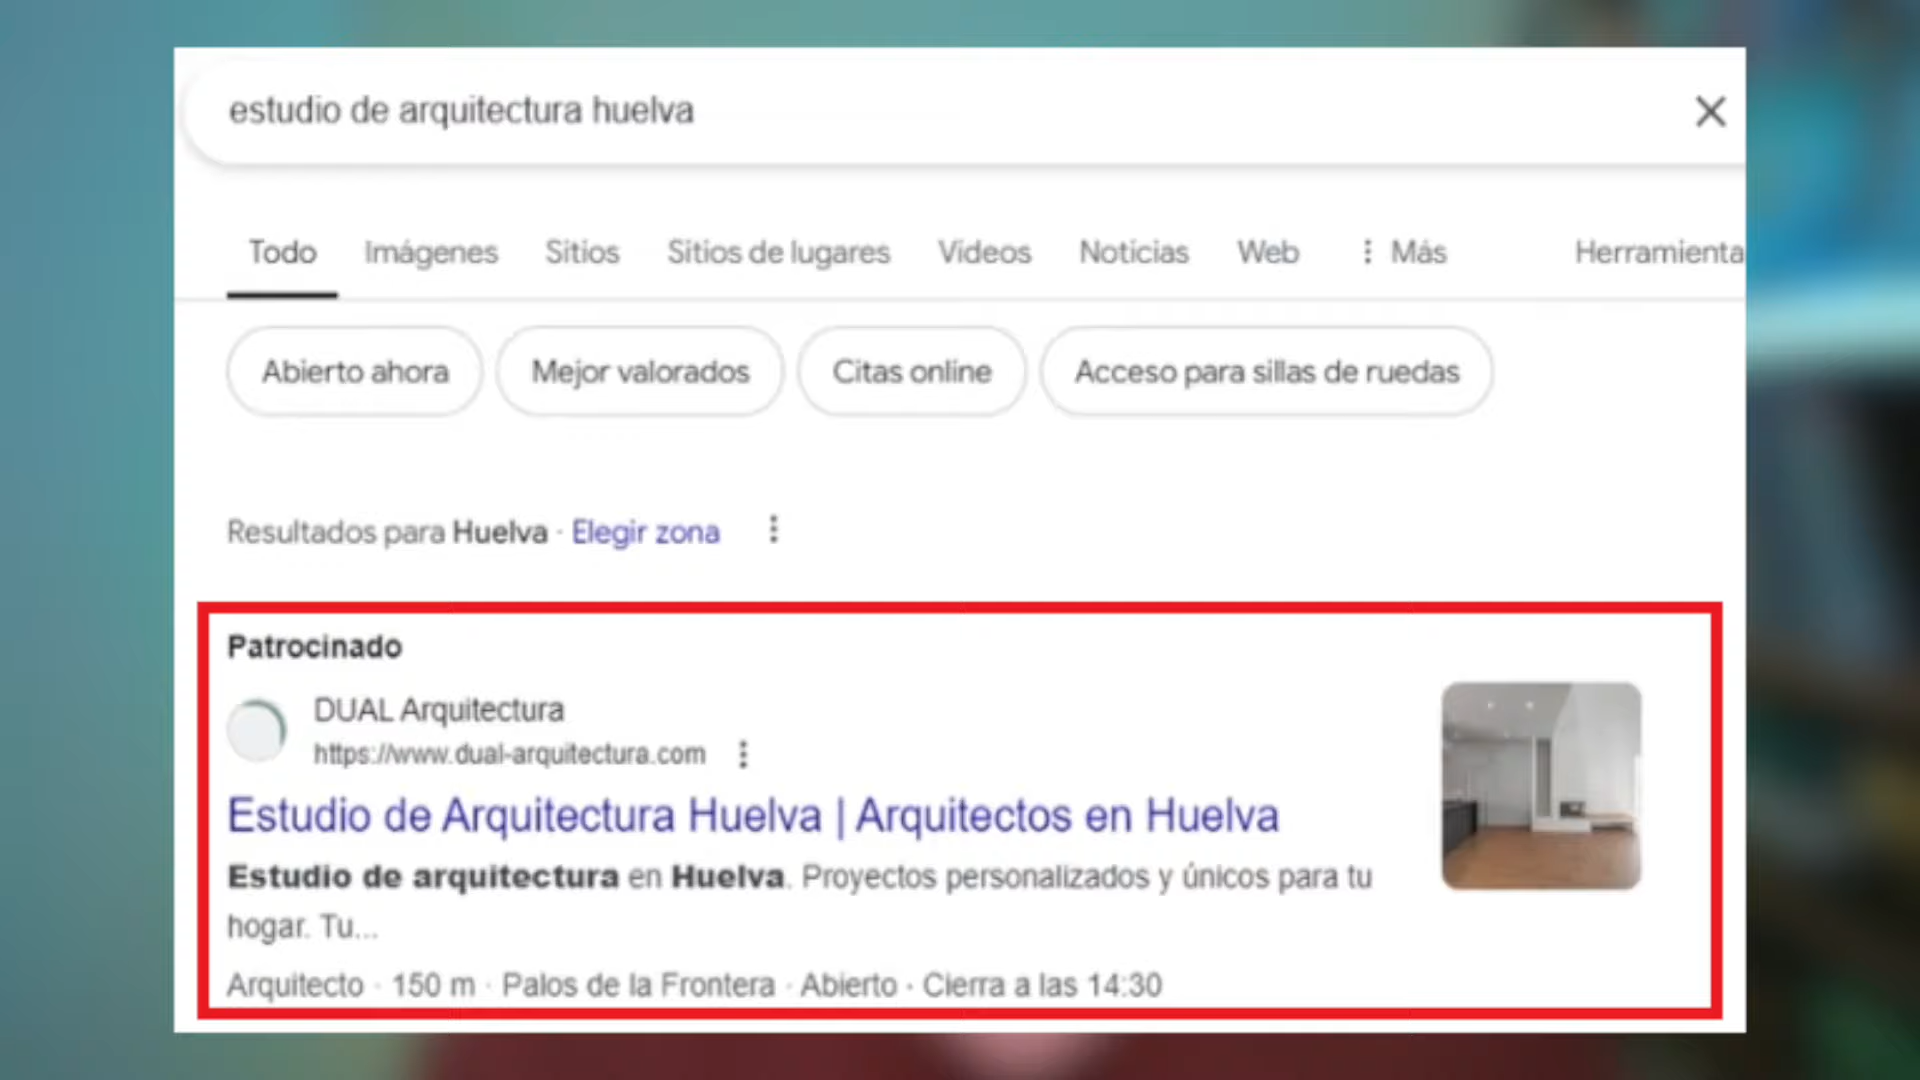 estudio de arquitectura huelva
Todo Imágenes Sitios Sitios de lugares Vídeos Noticias Web Más Herramienta
Abierto ahora Mejor valorados Citas online Acceso para sillas de ruedas
Resultados para Huelva · Elegir zona
Patrocinado
DUAL Arquitectura
https://www.dual-arquitectura.com
Estudio de Arquitectura Huelva | Arquitectos en Huelva
Estudio de arquitectura en Huelva. Proyectos personalizados y únicos para tu
hogar. Tu...
Arquitecto · 150 m · Palos de la Frontera · Abierto · Cierra a las 14:30